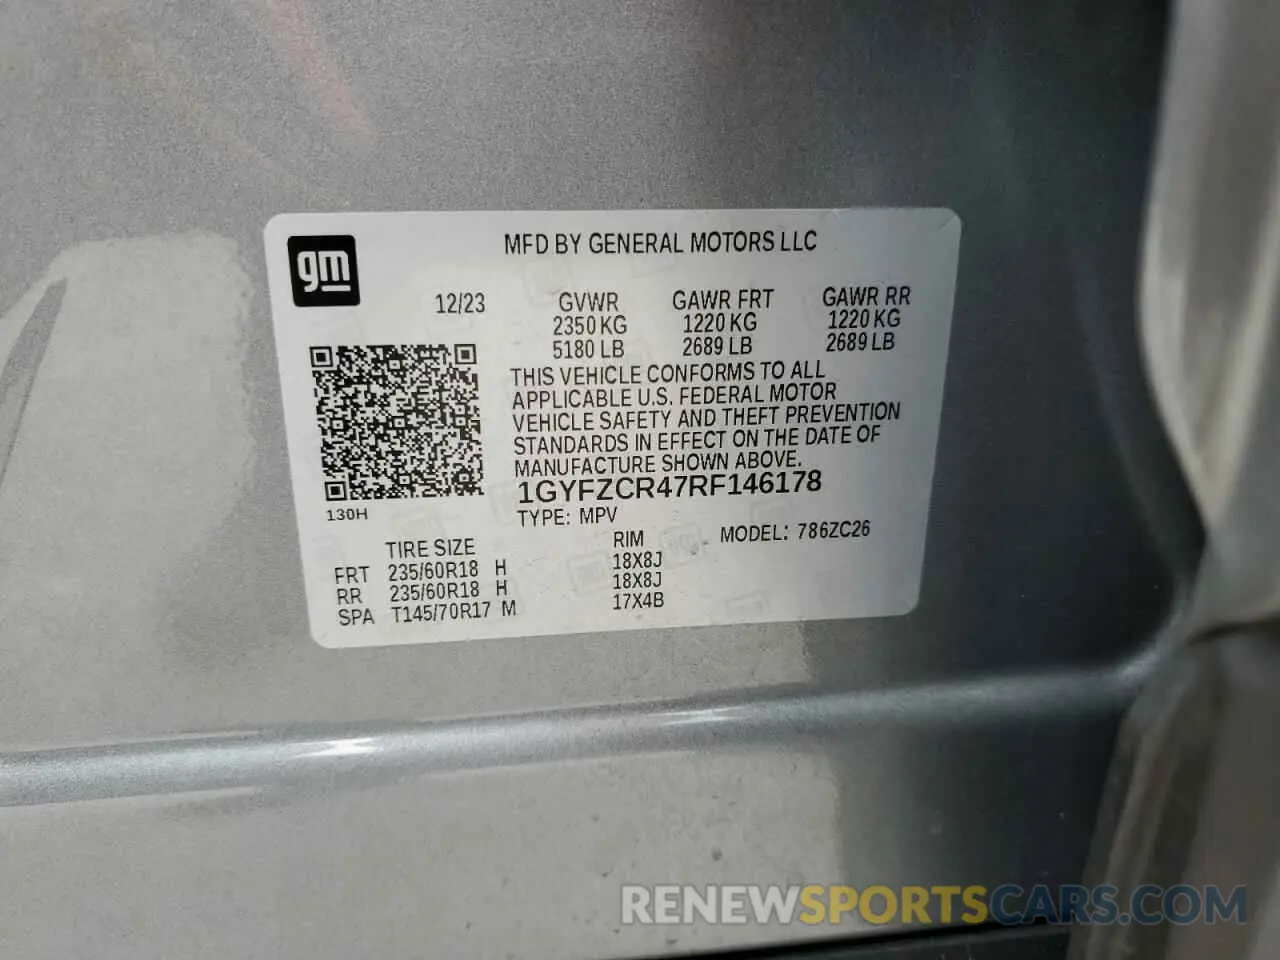 gm
MFD BY GENERAL MOTORS LLC
12/23 GVWR GAWR FRT GAWR RR
2350 KG 1220 KG 1220 KG
5180 LB 2689 LB 2689 LB
THIS VEHICLE CONFORMS TO ALL
APPLICABLE U.S. FEDERAL MOTOR
VEHICLE SAFETY AND THEFT PREVENTION
STANDARDS IN EFFECT ON THE DATE OF
MANUFACTURE SHOWN ABOVE.
1GYFZCR47RF146178
130H
TYPE: MPV MODEL: 786ZC26
TIRE SIZE RIM
FRT 235/60R18 H 18X8J
RR 235/60R18 H 18X8J
SPA T145/70R17 M 17X4B
RENEWSPORTSCARS.COM